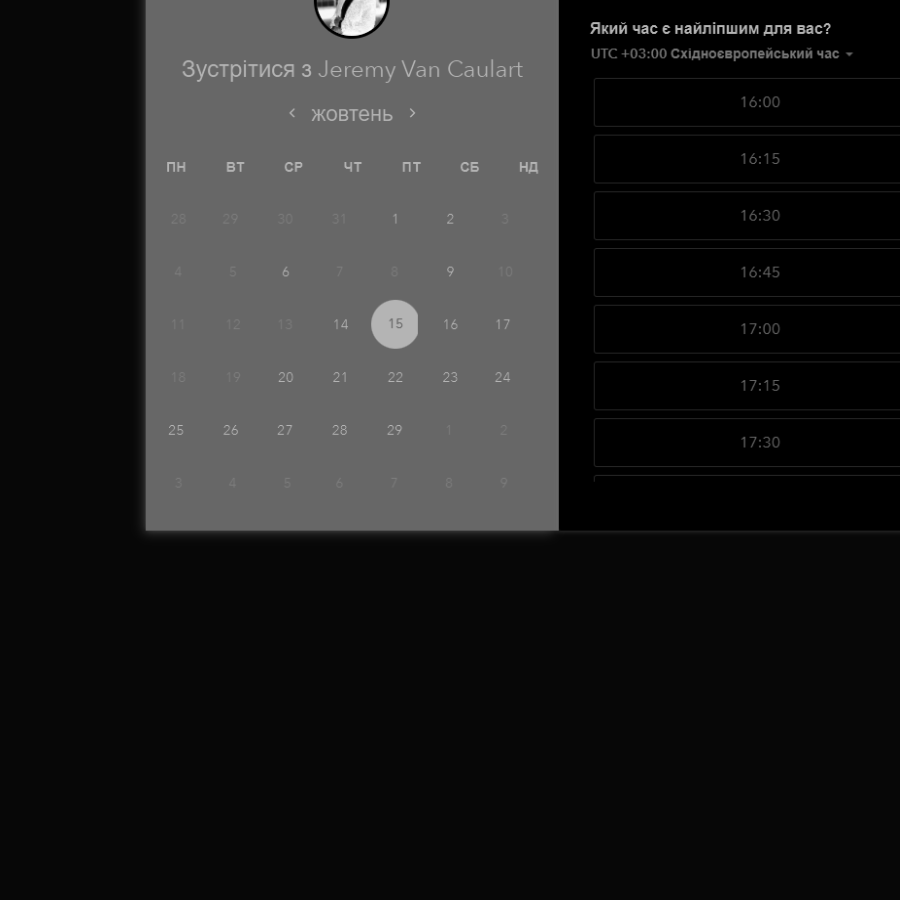 Зустрітися з Jeremy Van Caulart
жовтень
ПН ВТ СР ЧТ ПТ СБ НД
28 29 30 31 1 2 3
4 5 6 7 8 9 10
11 12 13 14 15 16 17
18 19 20 21 22 23 24
25 26 27 28 29 1 2
3 4 5 6 7 8 9
Який час є найліпшим для вас?
UTC +03:00 Східноєвропейський час
16:00
16:15
16:30
16:45
17:00
17:15
17:30